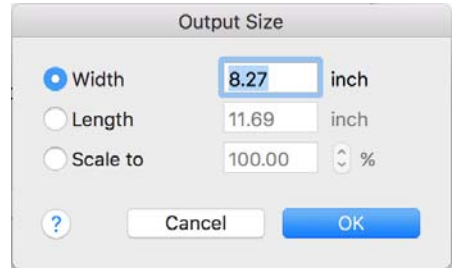 Output Size
Width 8.27 inch
Length 11.69 inch
Scale to 100.00 %
? Cancel OK